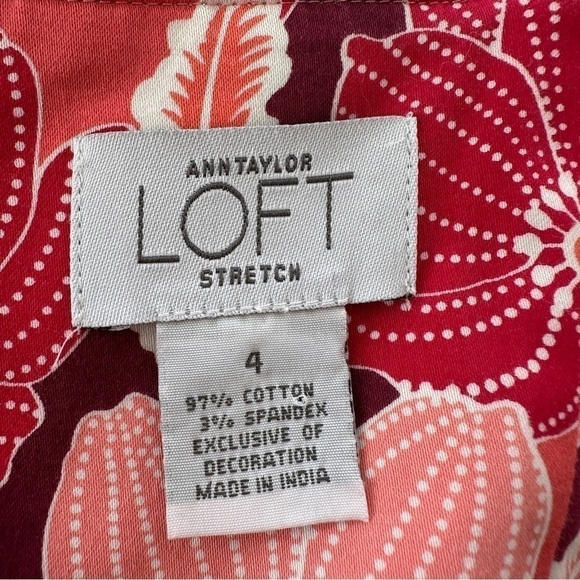 ANNTAYLOR
LOFT
STRETCH
4
97% COTTON
3% SPANDEX
EXCLUSIVE OF
DECORATION
MADE IN INDIA